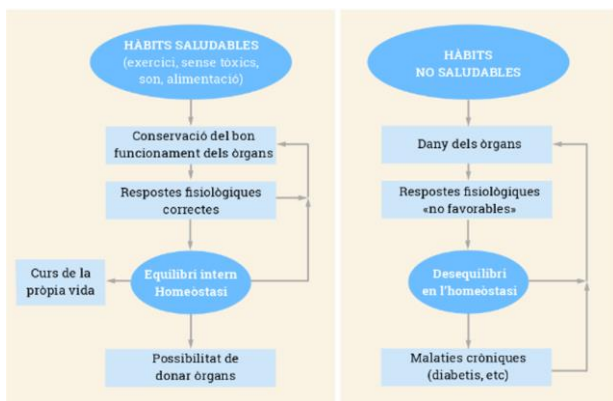 HÀBITS SALUDABLES
(exercici, sense tòxics,
son, alimentació)
Conservació del bon
funcionament dels òrgans
Respostes fisiològiques
correctes
Curs de la
pròpia vida
Equilibri intern
Homeòstasi
Possibilitat de
donar òrgans
HÀBITS
NO SALUDABLES
Dany dels òrgans
Respostes fisiològiques
«no favorables»
Desequilibri
en l'homeòstasi
Malaties cròniques
(diabetis, etc)